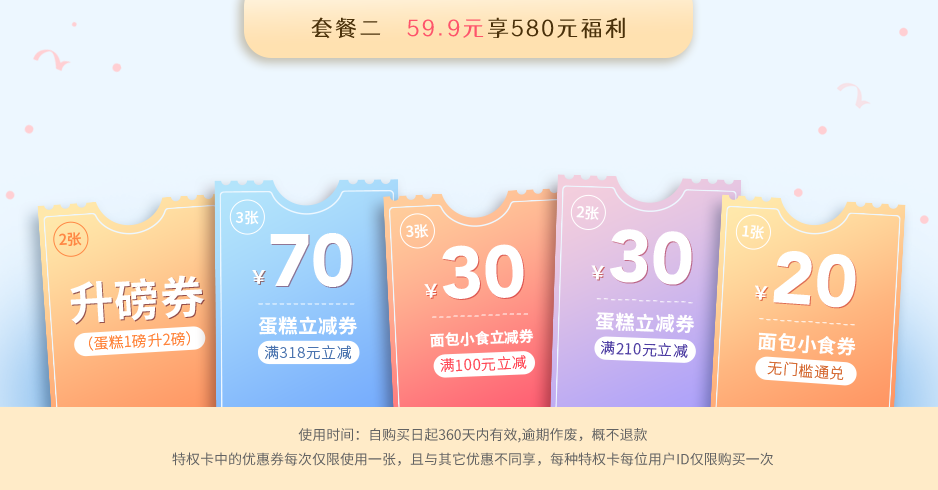 套餐二 59.9元享580元福利
2张
升磅券
（蛋糕1磅升2磅）
3张
¥70
蛋糕立减券
满318元立减
3张
¥30
面包小食立减券
满100元立减
2张
¥30
蛋糕立减券
满210元立减
1张
¥20
面包小食券
无门槛通兑
使用时间：自购买日起360天内有效,逾期作废，概不退款
特权卡中的优惠券每次仅限使用一张，且与其它优惠不同享，每种特权卡每位用户ID仅限购买一次